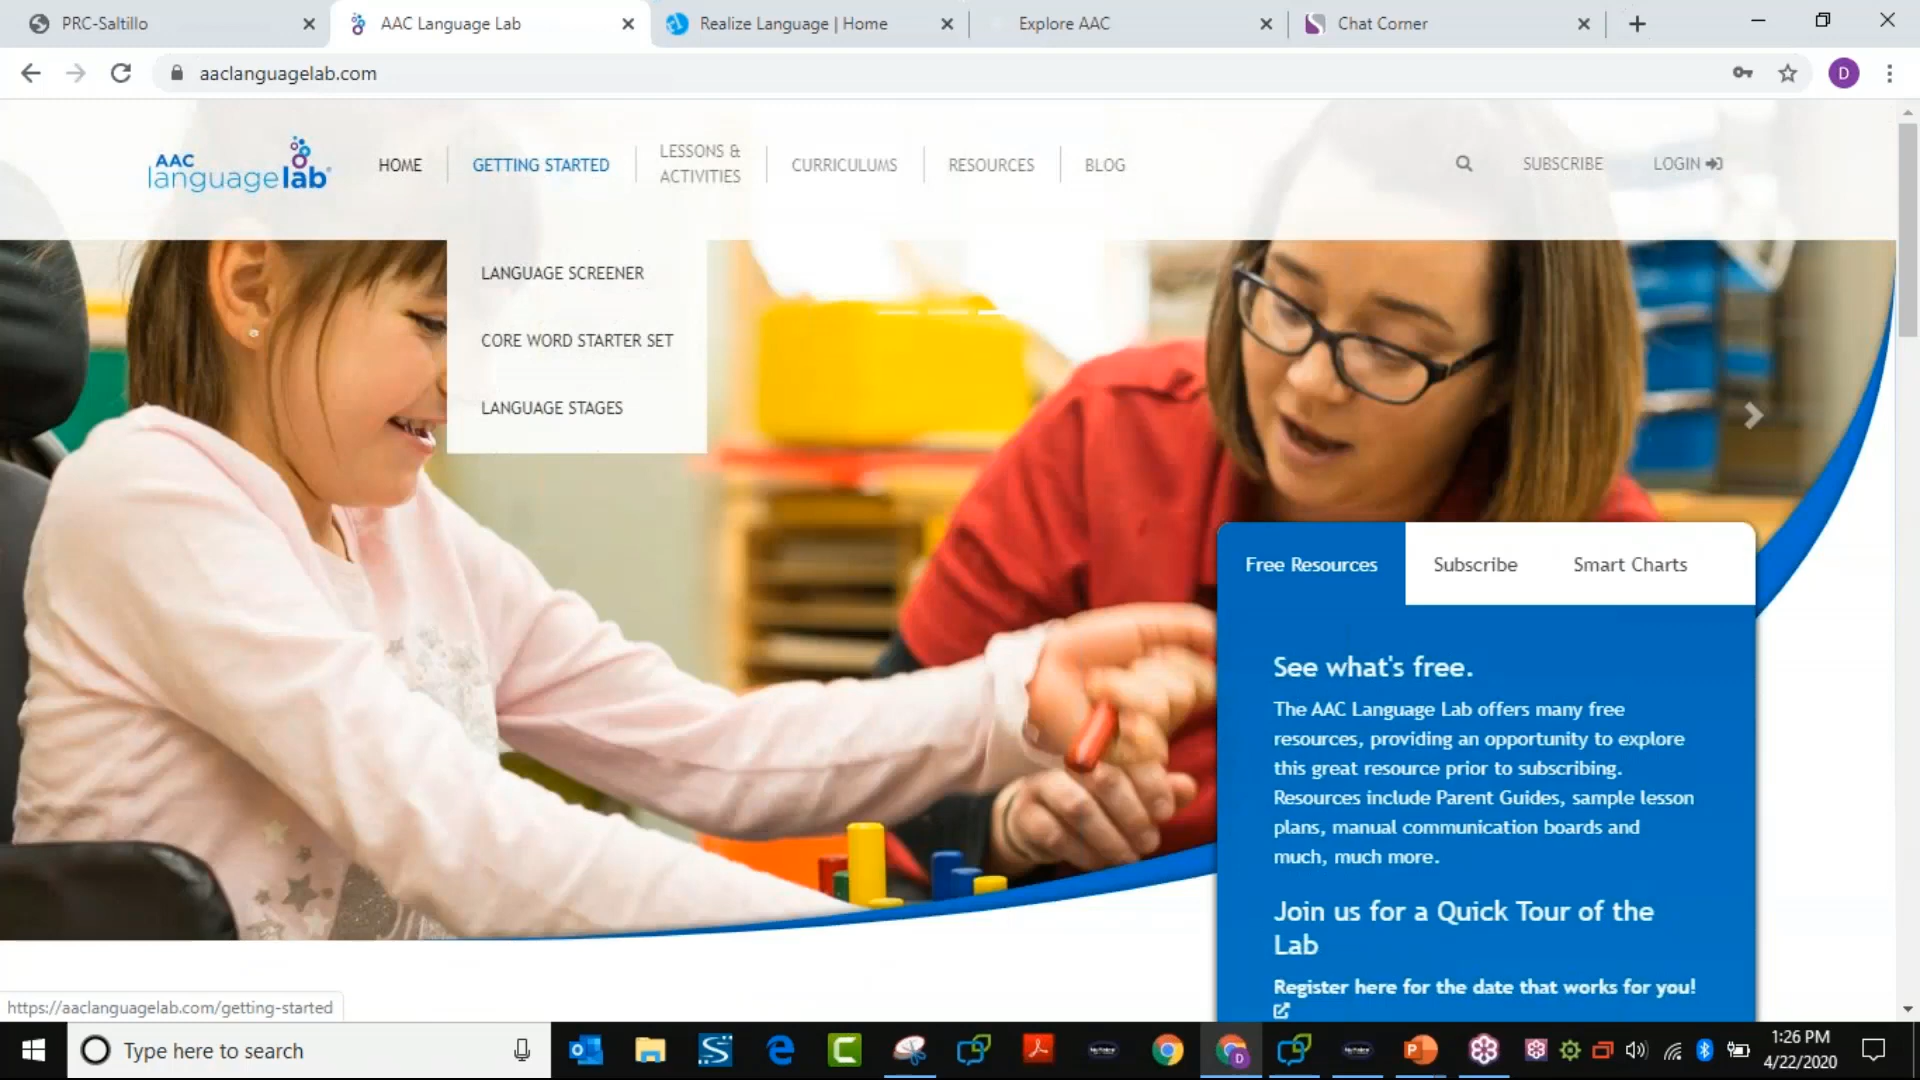 PRC-Saltillo
AAC Language Lab
Realize Language | Home
Explore AAC
Chat Corner
aaclanguagelab.com
D
AAC
languagelab
HOME
GETTING STARTED
LESSONS &
ACTIVITIES
CURRICULUMS
RESOURCES
BLOG
SUBSCRIBE
LOGIN
LANGUAGE SCREENER
CORE WORD STARTER SET
LANGUAGE STAGES
Free Resources
Subscribe
Smart Charts
See what's free.
The AAC Language Lab offers many free
resources, providing an opportunity to explore
this great resource prior to subscribing.
Resources include Parent Guides, sample lesson
plans, manual communication boards and
much, much more.
Join us for a Quick Tour of the
Lab
Register here for the date that works for you!
https://aaclanguagelab.com/getting-started
Type here to search
1:26 PM
4/22/2020